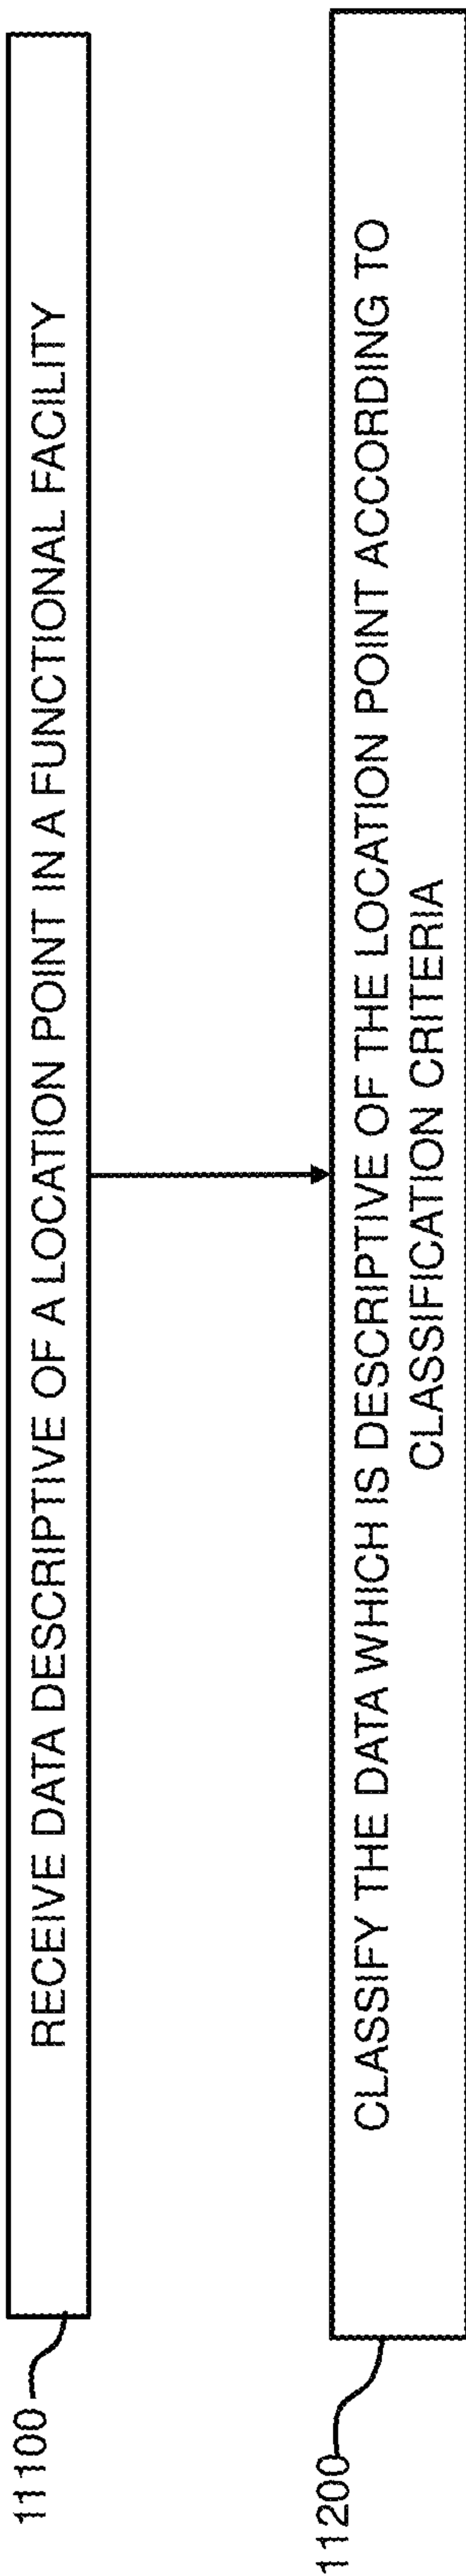 11100
RECEIVE DATA DESCRIPTIVE OF A LOCATION POINT IN A FUNCTIONAL FACILITY
11200
CLASSIFY THE DATA WHICH IS DESCRIPTIVE OF THE LOCATION POINT ACCORDING TO
CLASSIFICATION CRITERIA